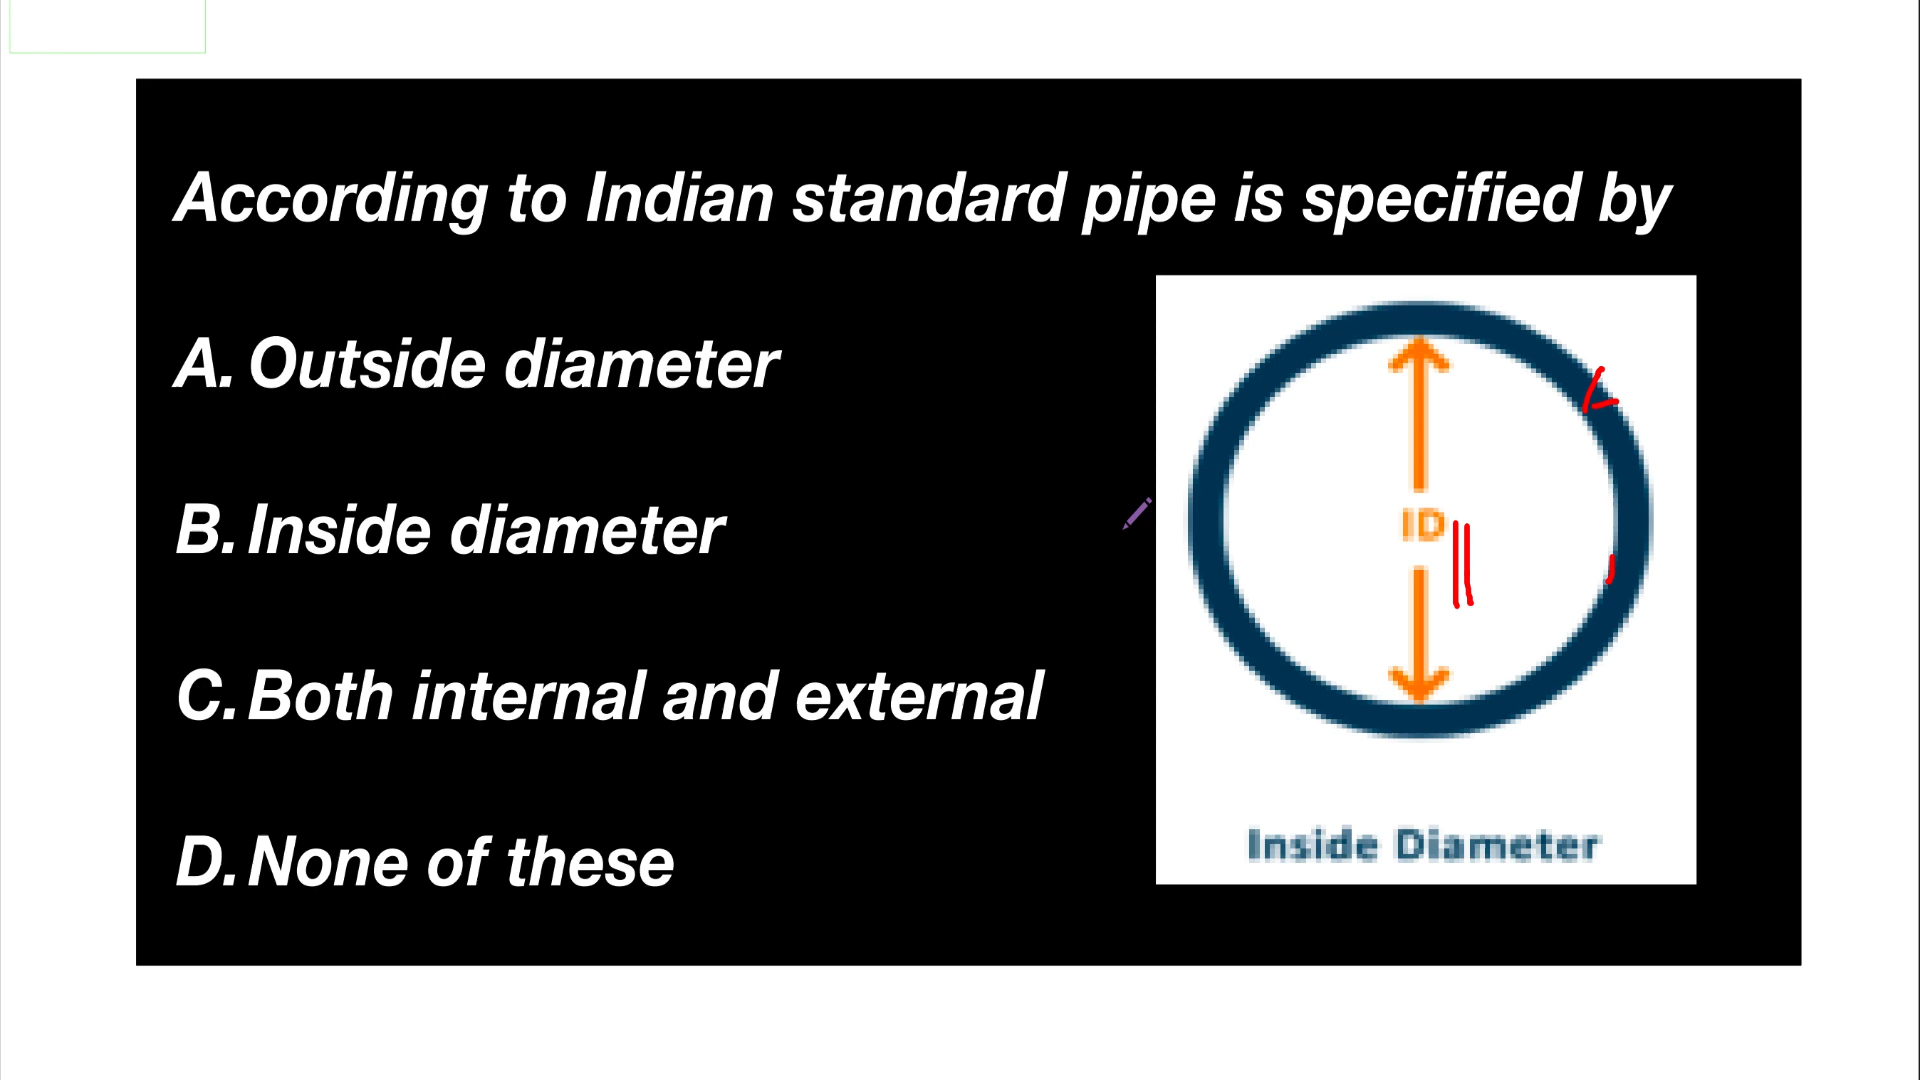 According to Indian standard pipe is specified by
A. Outside diameter
B. Inside diameter
C. Both internal and external
D. None of these
ID
Inside Diameter